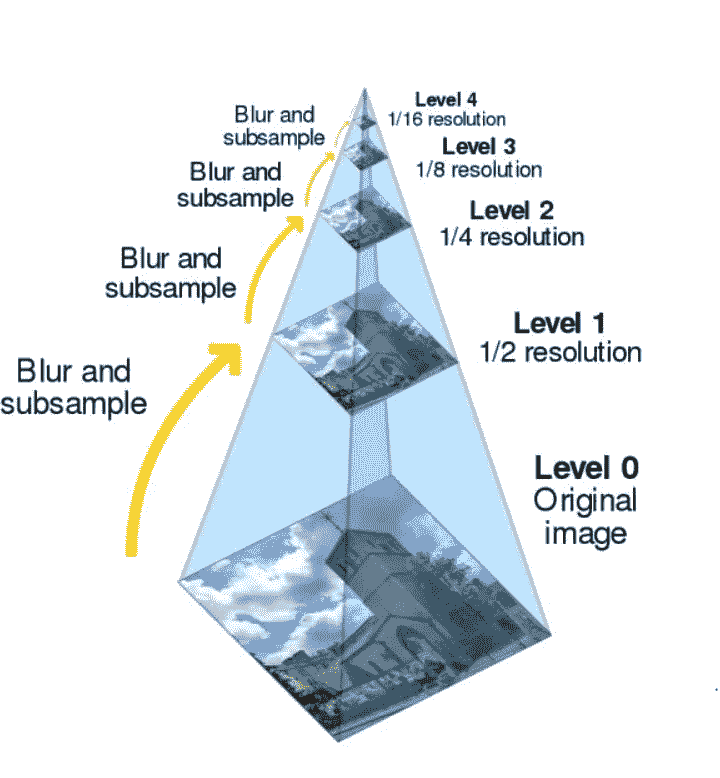 Level 4
1/16 resolution
Blur and
subsample
Level 3
1/8 resolution
Blur and
subsample
Level 2
1/4 resolution
Blur and
subsample
Level 1
1/2 resolution
Blur and
subsample
Level 0
Original
image